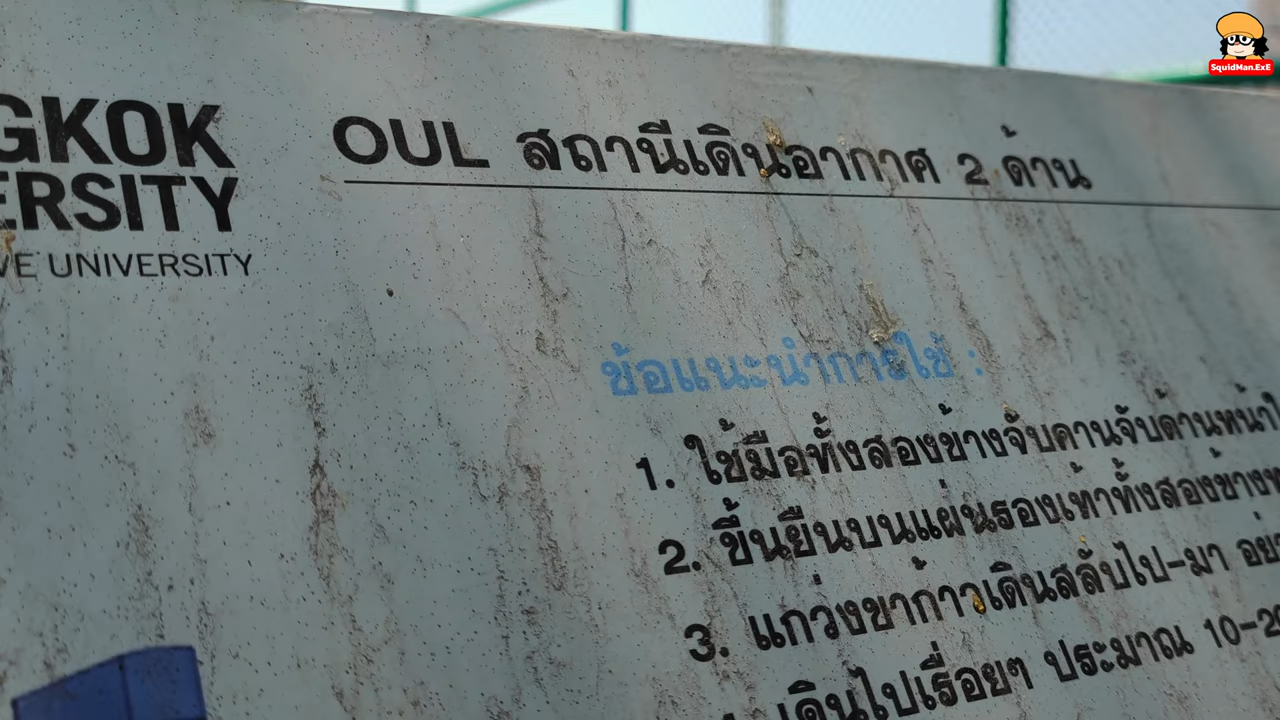 GKOK
ERSITY
VE UNIVERSITY
OUL สถานีเดินอากาศ 2 ด้าน
ข้อแนะนำการใช้ :
1. ใช้มือทั้งสองข้างจับคานจับด้านหน้า
2. ขึ้นยืนบนแผ่นรองเท้าทั้งสองข้าง
3. แกว่งขาก้าวเดินสลับไป-มา
เดินไปเรื่อยๆ ประมาณ 10-20
SquidMan.ExE